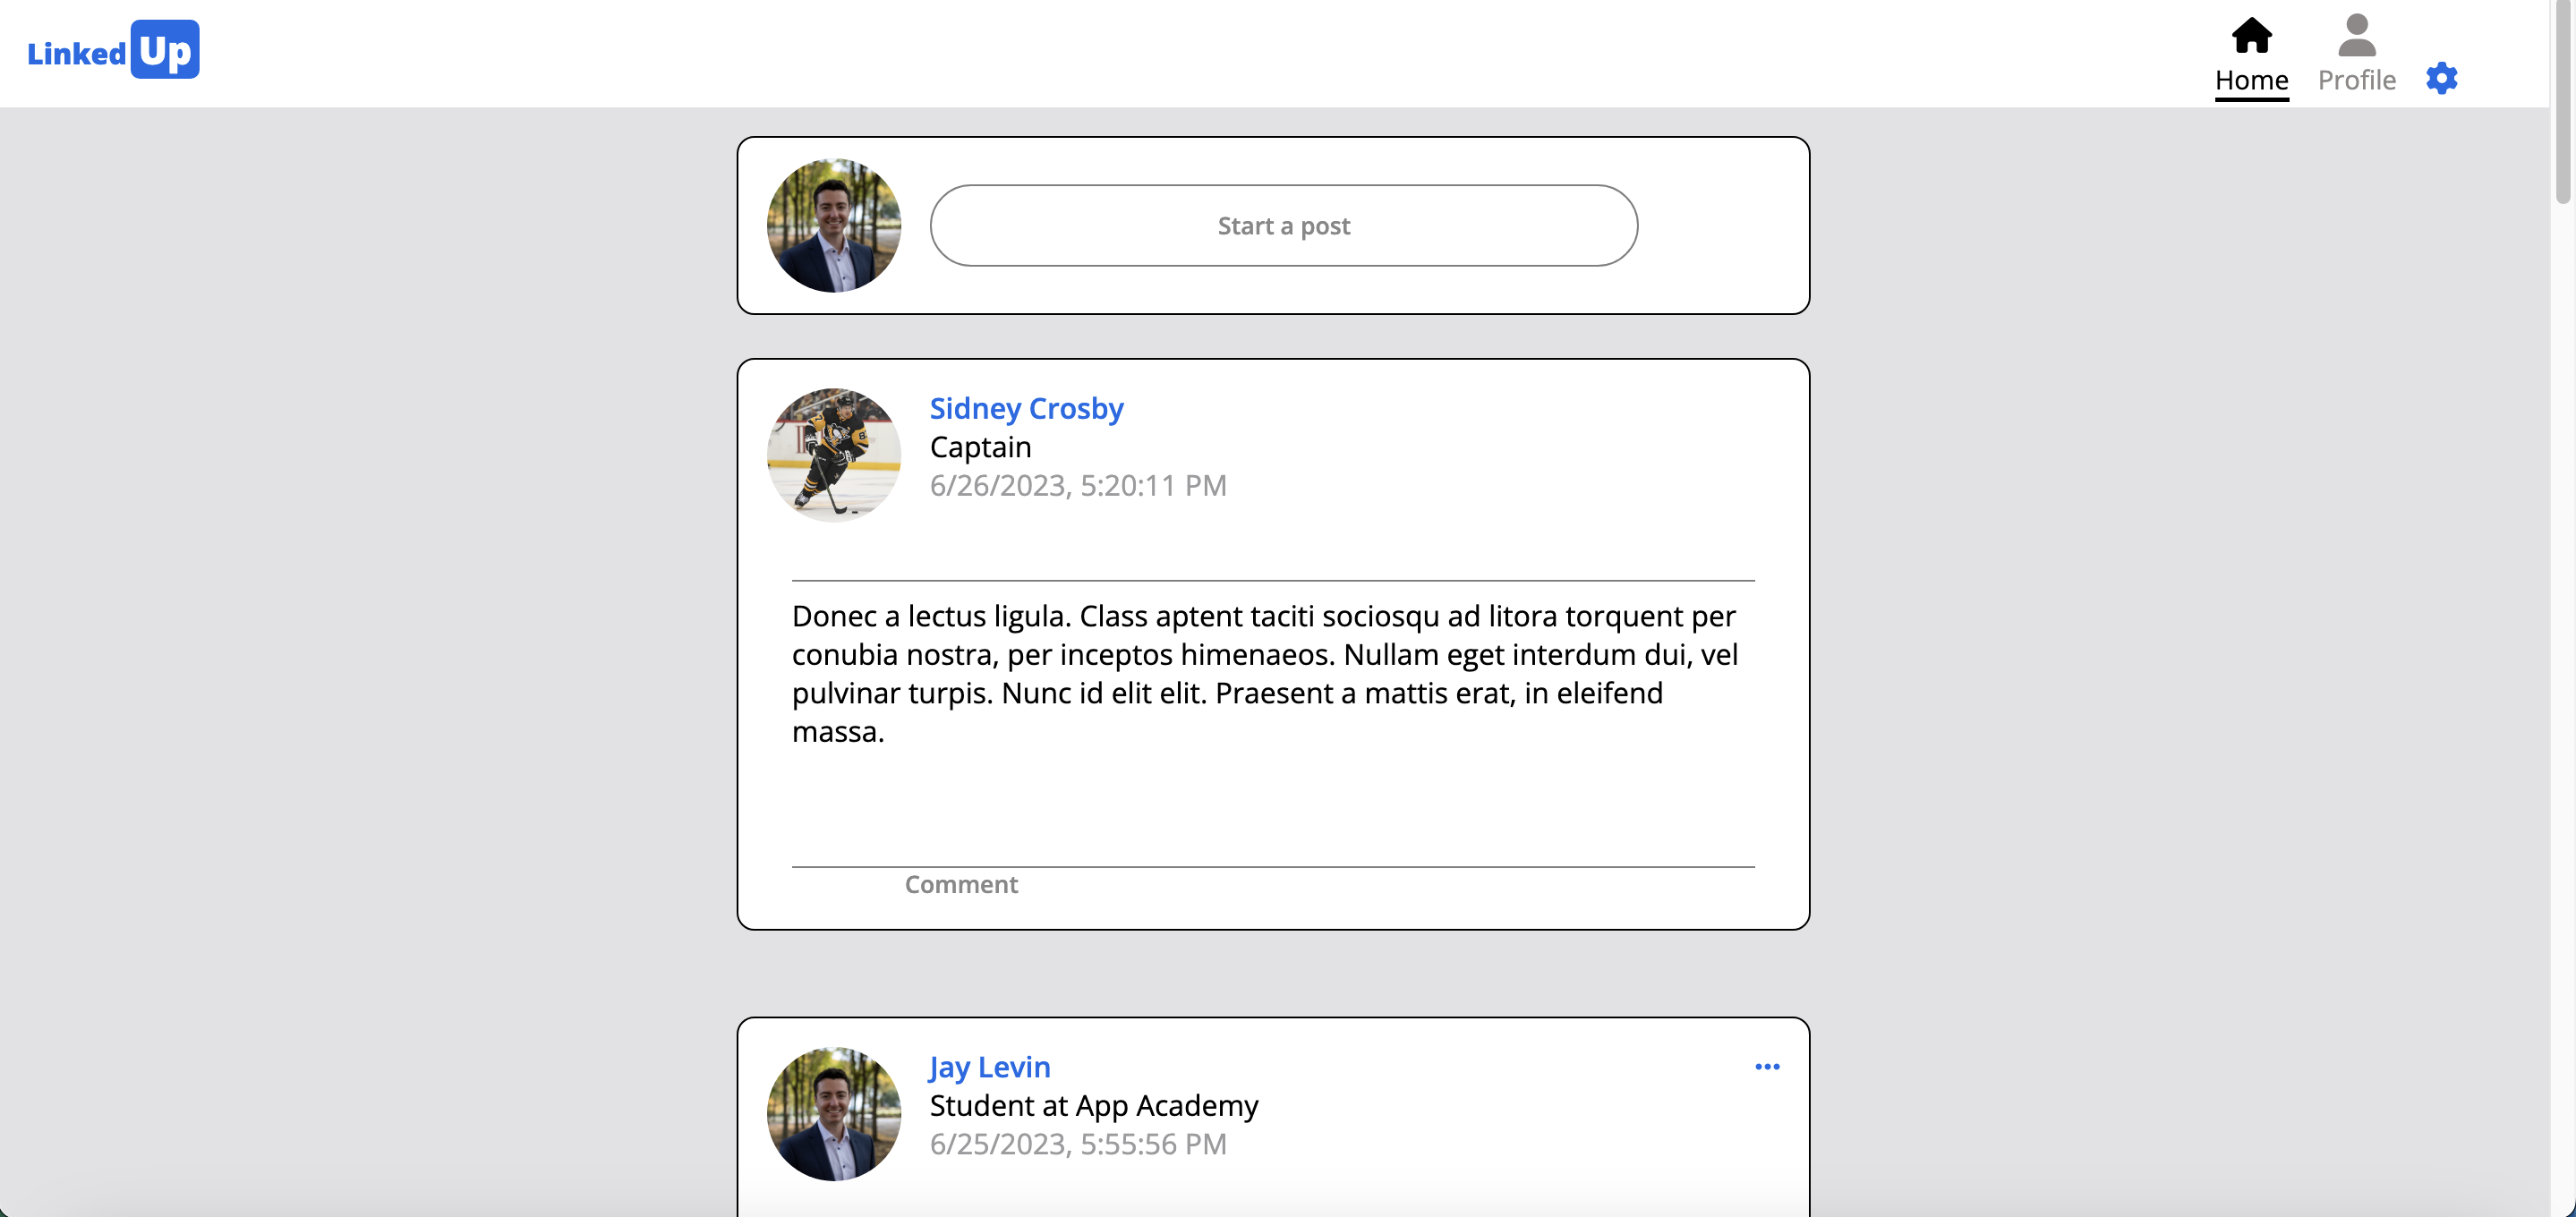 Linked Up
Home
Profile
Start a post
Sidney Crosby
Captain
6/26/2023, 5:20:11 PM
Donec a lectus ligula. Class aptent taciti sociosqu ad litora torquent per
conubia nostra, per inceptos himenaeos. Nullam eget interdum dui, vel
pulvinar turpis. Nunc id elit elit. Praesent a mattis erat, in eleifend
massa.
Comment
Jay Levin
Student at App Academy
6/25/2023, 5:55:56 PM